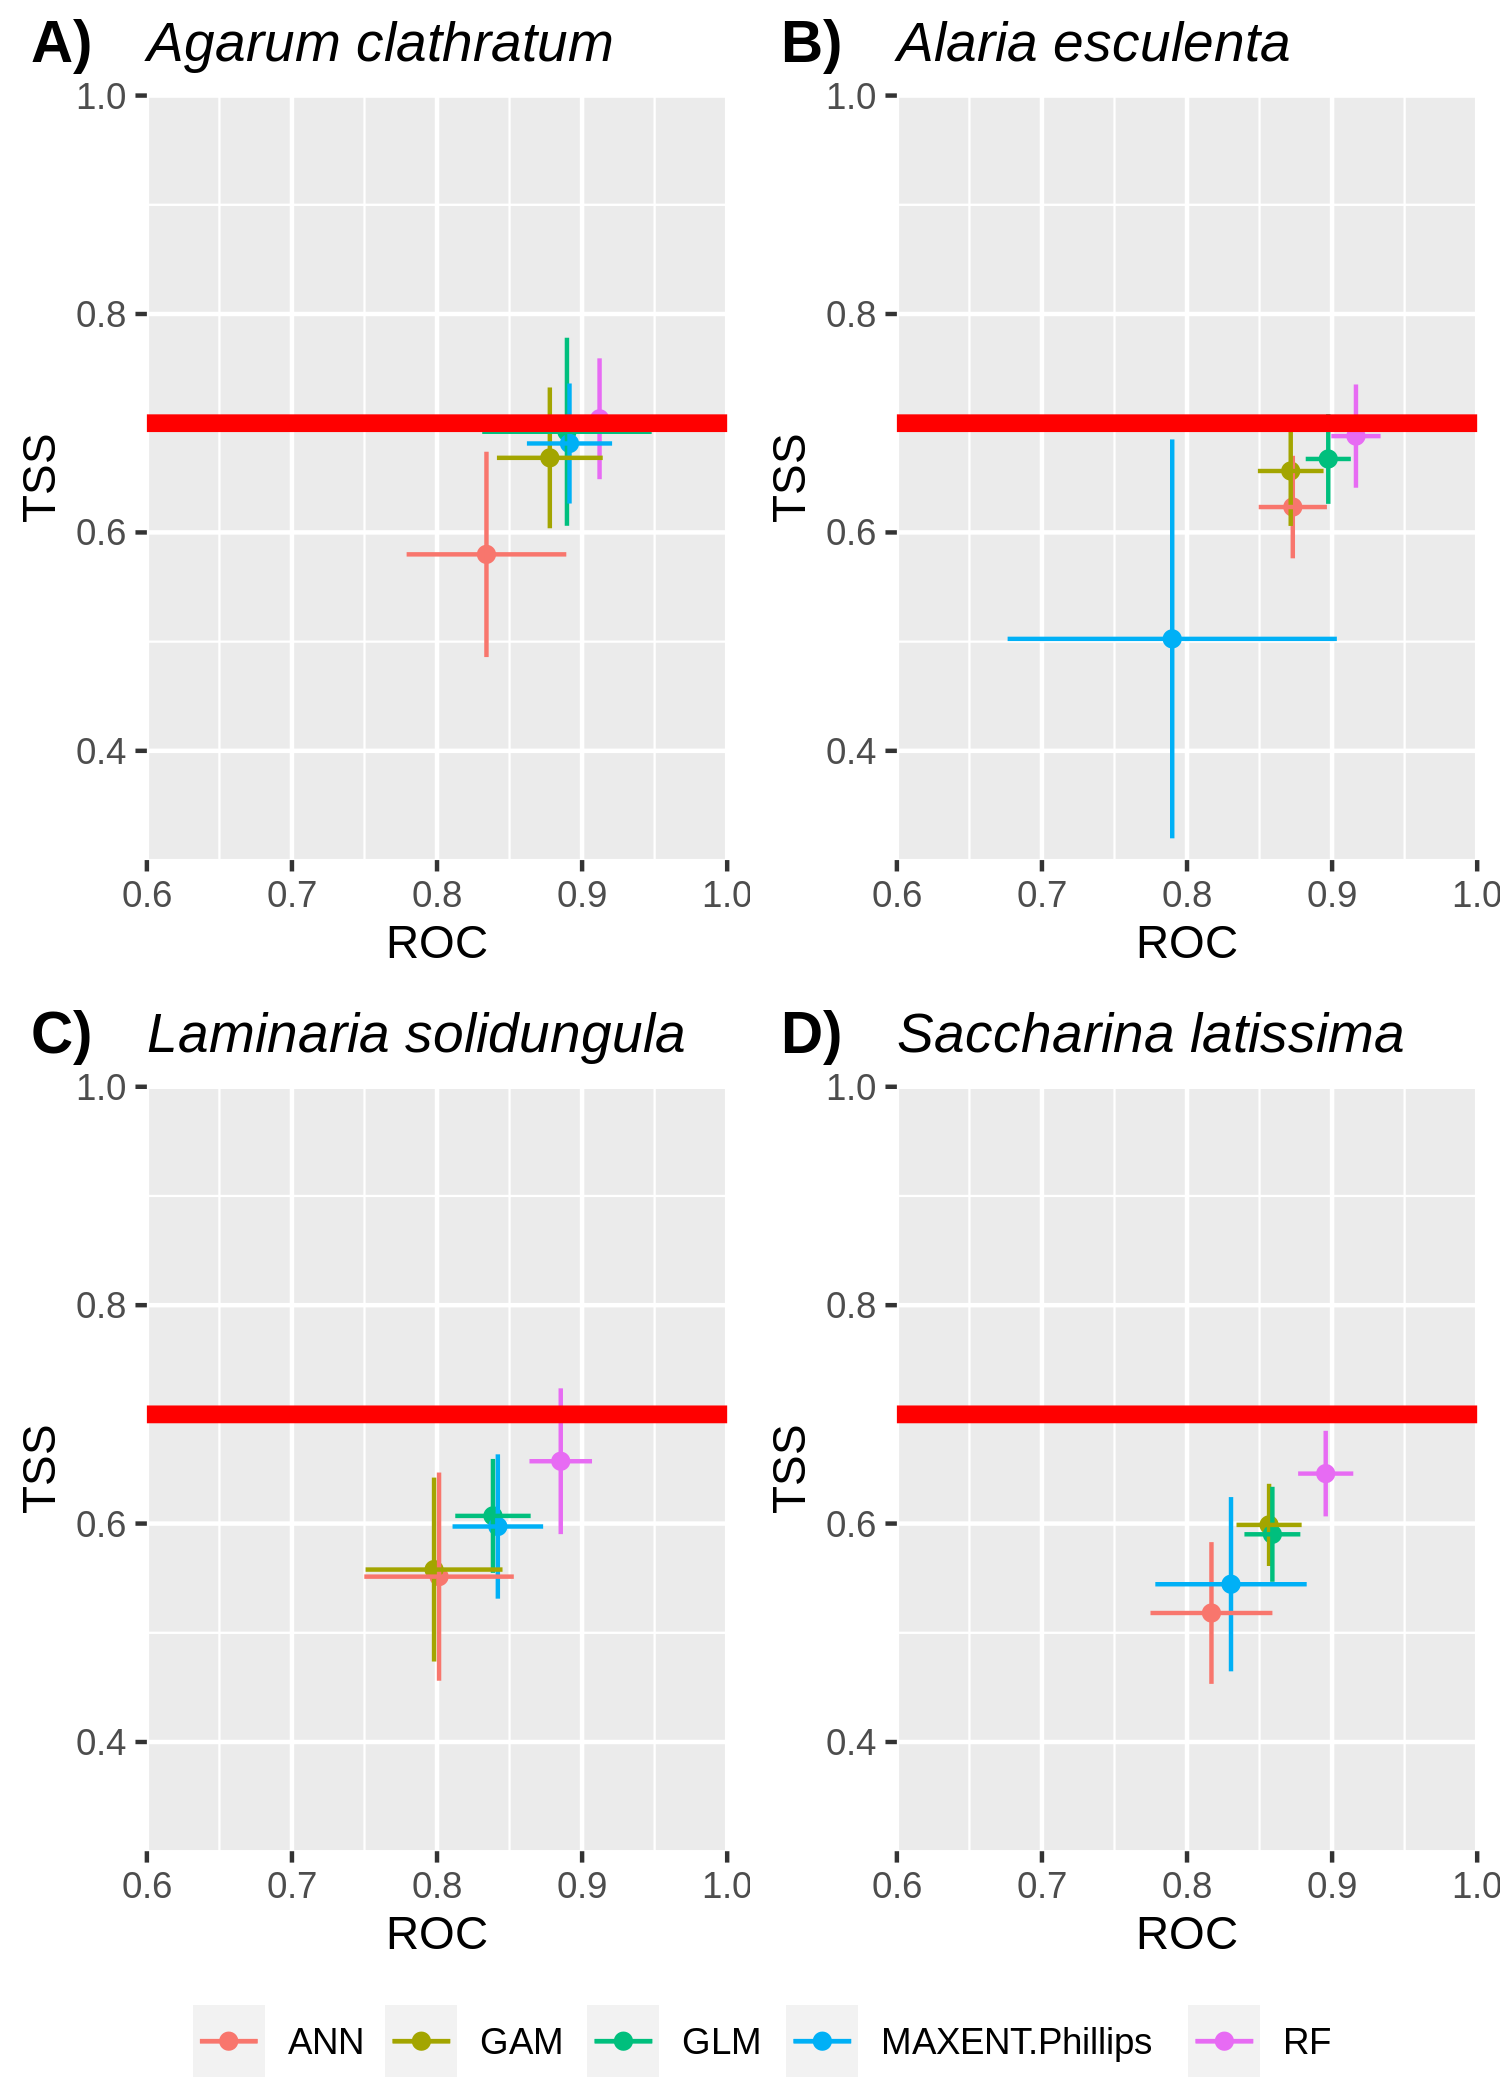 A) Agarum clathratum
1.0
0.8
0.6
0.4
TSS
0.6 0.7 0.8 0.9 1.0
ROC
B) Alaria esculenta
1.0
0.8
0.6
0.4
TSS
0.6 0.7 0.8 0.9 1.0
ROC
C) Laminaria solidungula
1.0
0.8
0.6
0.4
TSS
0.6 0.7 0.8 0.9 1.0
ROC
D) Saccharina latissima
1.0
0.8
0.6
0.4
TSS
0.6 0.7 0.8 0.9 1.0
ROC
ANN GAM GLM MAXENT.Phillips RF